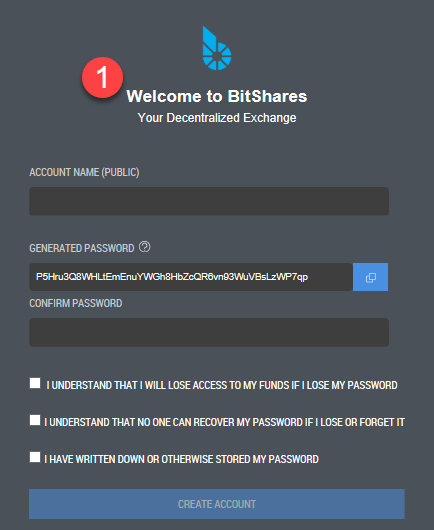 1
Welcome to BitShares
Your Decentralized Exchange
ACCOUNT NAME (PUBLIC)
GENERATED PASSWORD ?
P5Hru3Q8WHLtEmEnuYWGh8HbZcQR6vn93WuVBsLzWP7qp
CONFIRM PASSWORD
I UNDERSTAND THAT I WILL LOSE ACCESS TO MY FUNDS IF I LOSE MY PASSWORD
I UNDERSTAND THAT NO ONE CAN RECOVER MY PASSWORD IF I LOSE OR FORGET IT
I HAVE WRITTEN DOWN OR OTHERWISE STORED MY PASSWORD
CREATE ACCOUNT